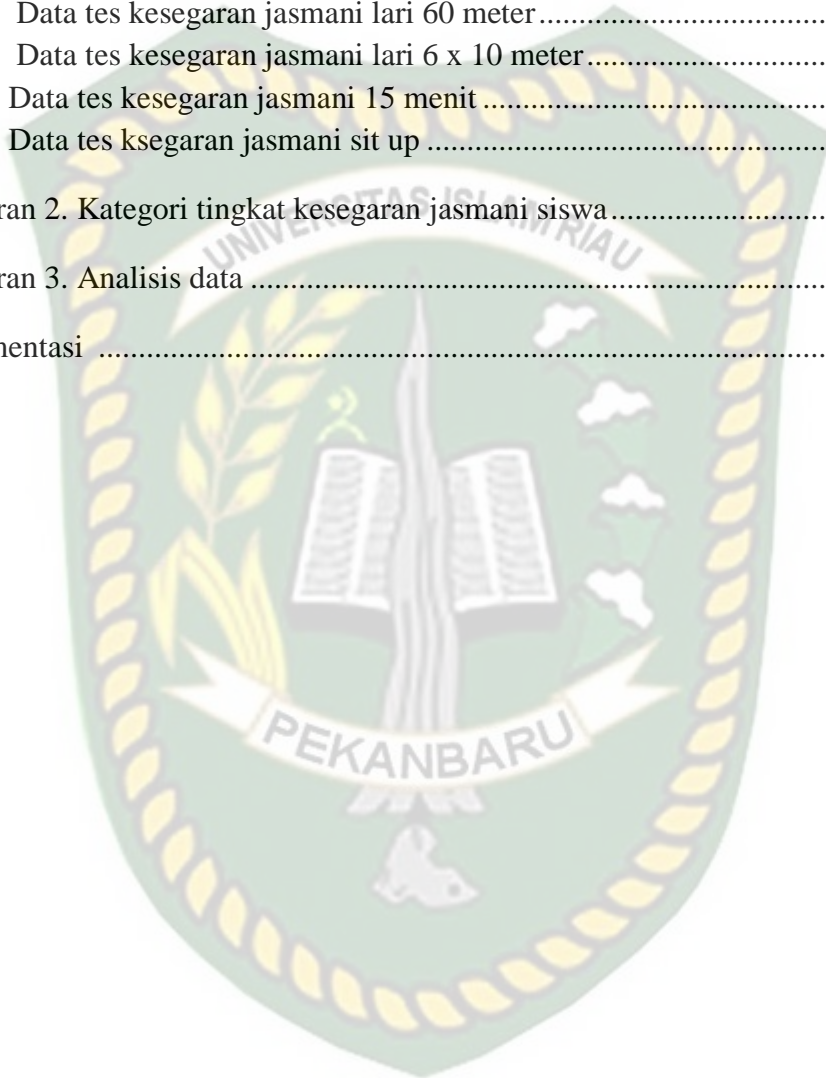 Data tes kesegaran jasmani lari 60 meter
Data tes kesegaran jasmani lari 6 x 10 meter
Data tes kesegaran jasmani 15 menit
Data tes ksegaran jasmani sit up
ran 2. Kategori tingkat kesegaran jasmani siswa
UNIVERSITAS ISLAM RIAU
ran 3. Analisis data
nentasi
PEKANBARU